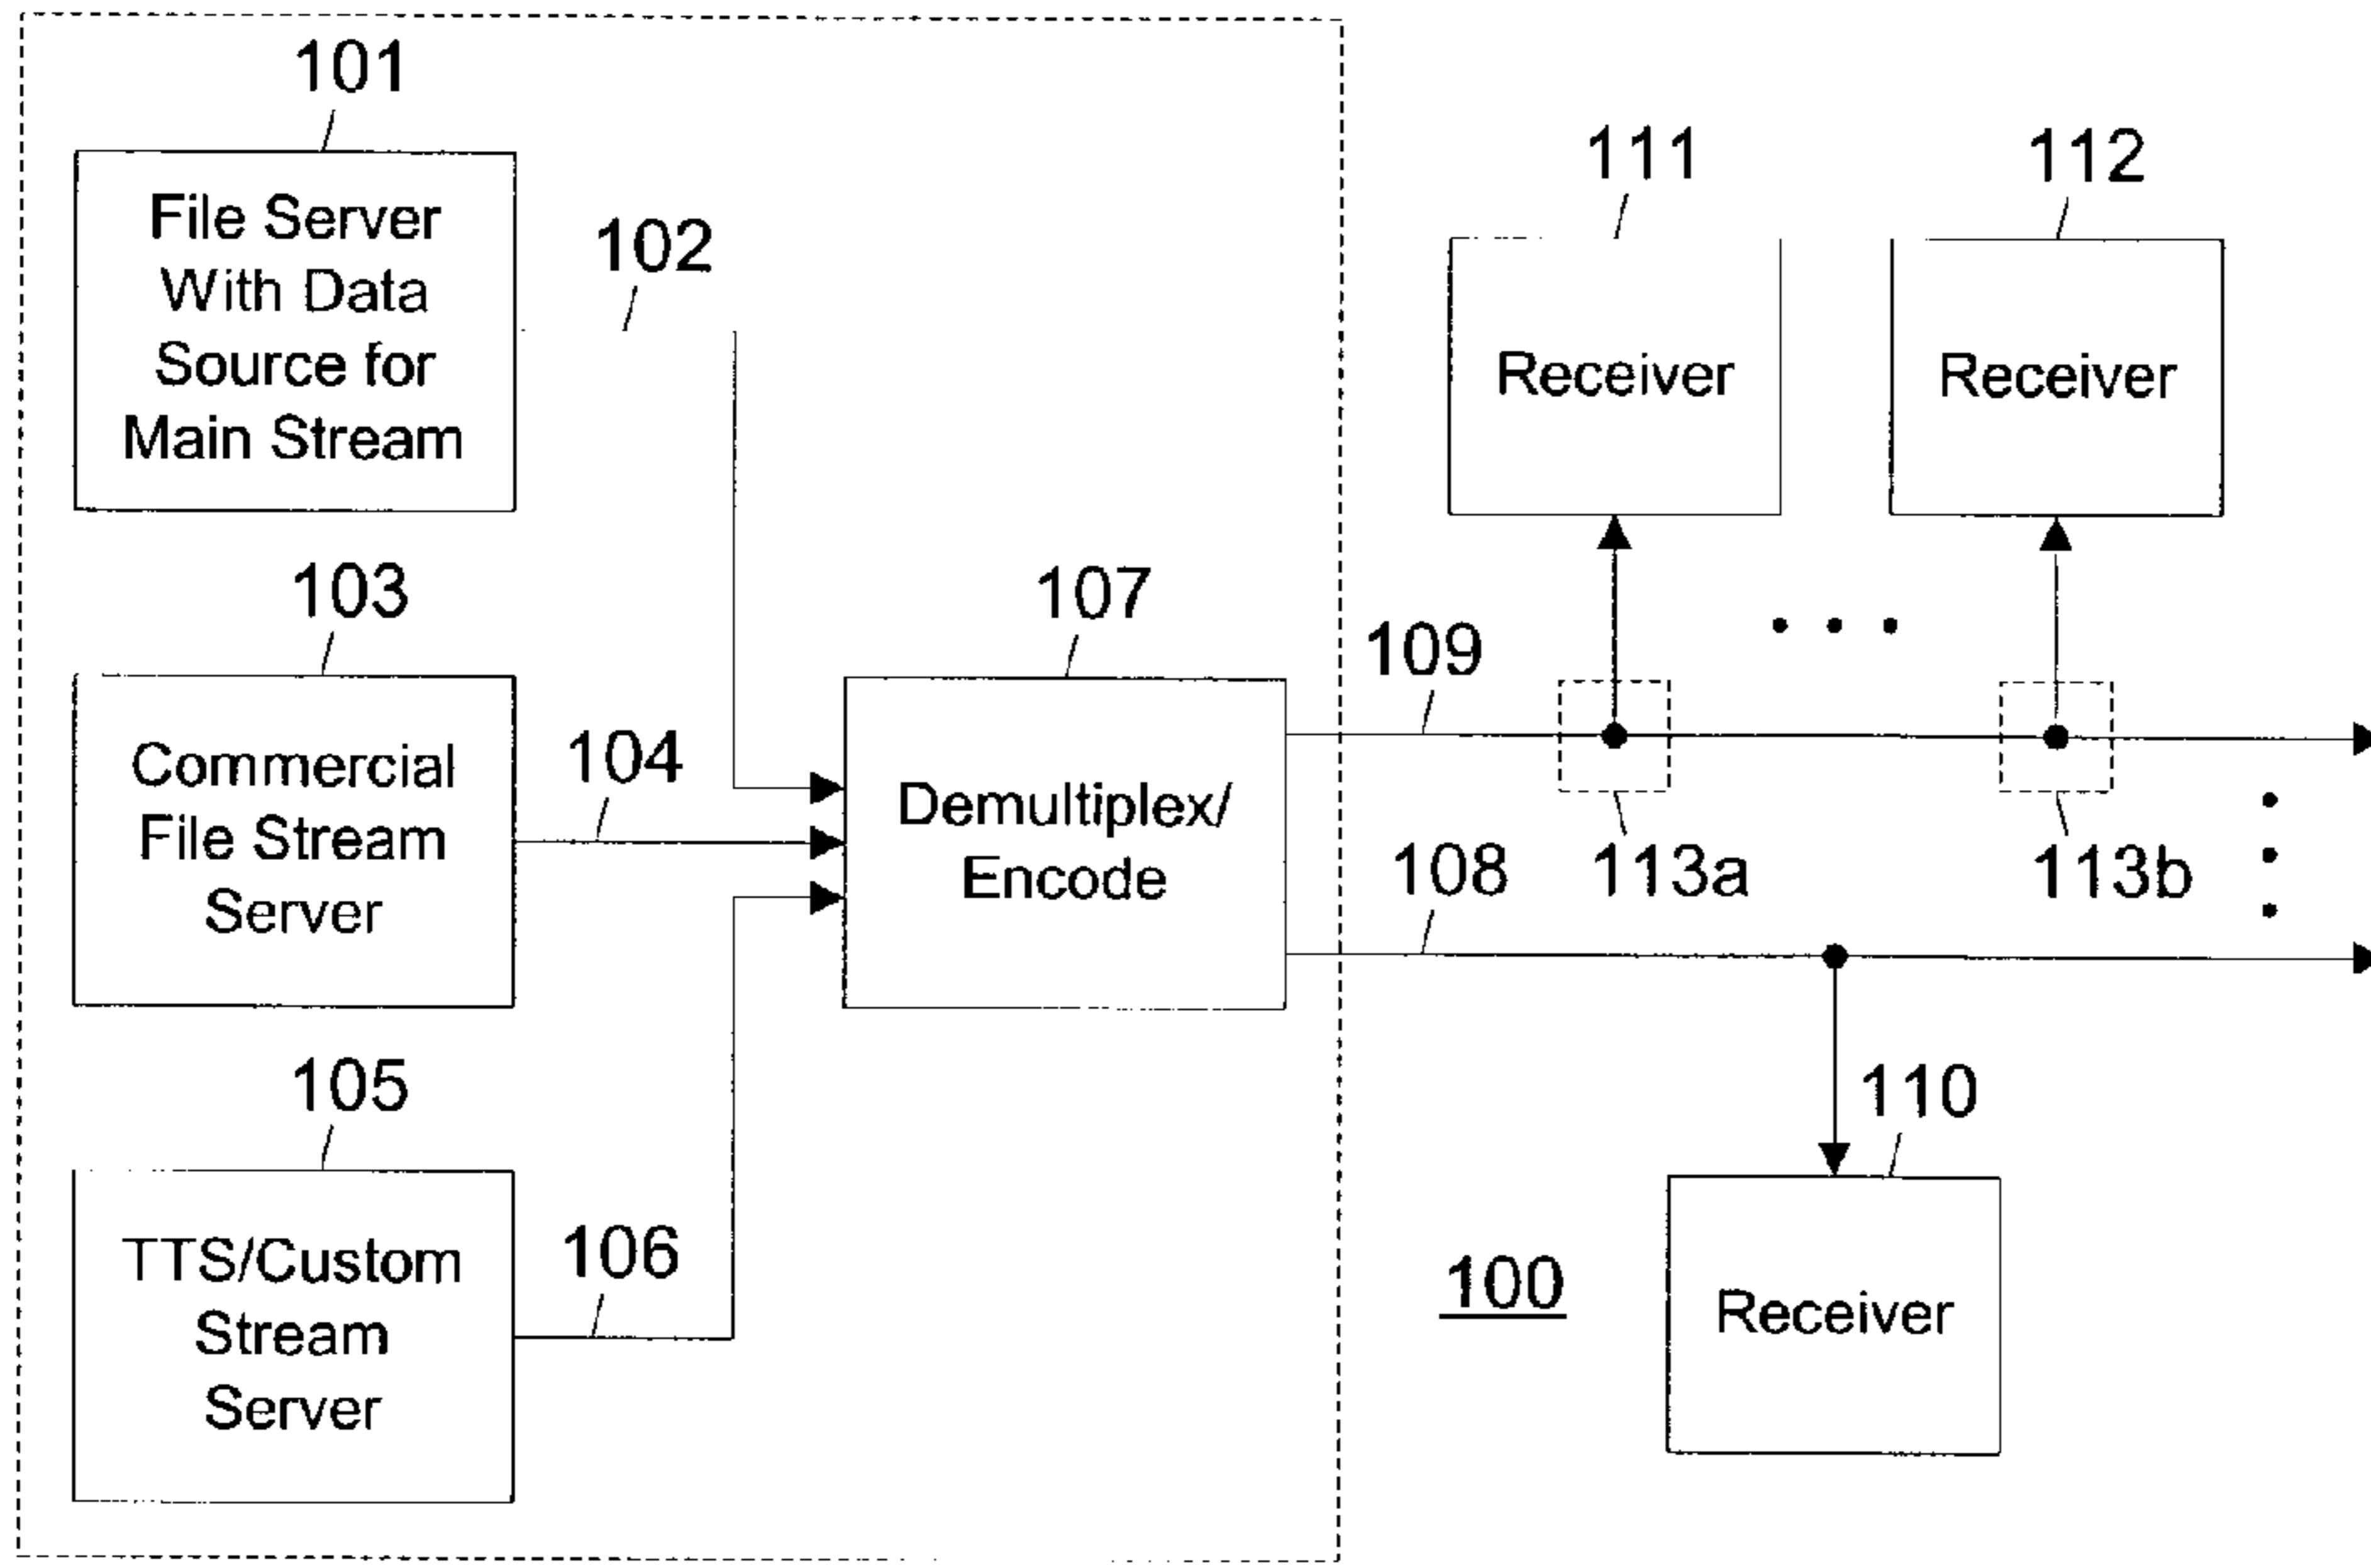 101
File Server
With Data
Source for
Main Stream
102
103
Commercial
File Stream
Server
104
105
TTS/Custom
Stream
Server
106
107
Demultiplex/
Encode
109
108
111
Receiver
112
Receiver
113a
113b
110
Receiver
100